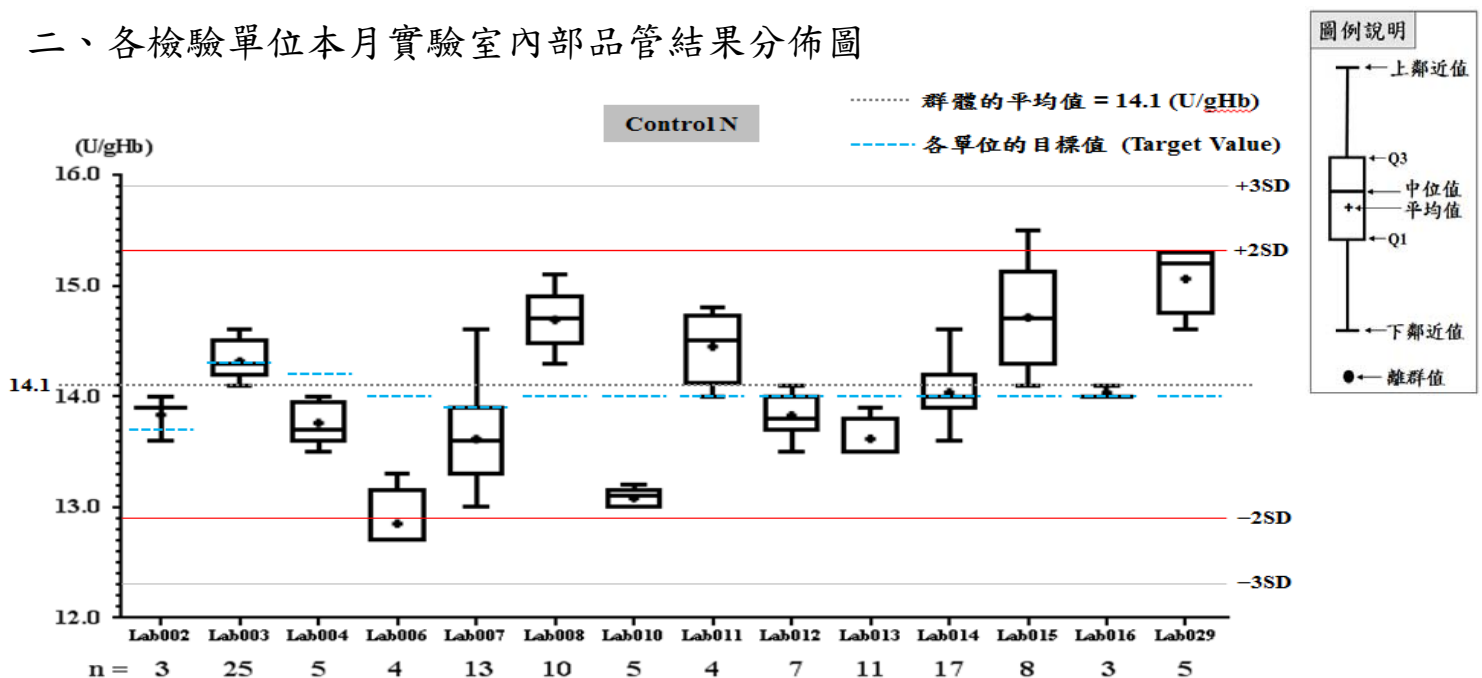 二、各檢驗單位本月實驗室內部品管結果分佈圖
圖例說明
上鄰近值
Q3
中位值
平均值
Q1
下鄰近值
離群值
群體的平均值 = 14.1 (U/gHb)
Control N
各單位的目標值 (Target Value)
(U/gHb)
16.0
+3SD
+2SD
15.0
14.1
14.0
13.0
−2SD
−3SD
12.0
Lab002 Lab003 Lab004 Lab006 Lab007 Lab008 Lab010 Lab011 Lab012 Lab013 Lab014 Lab015 Lab016 Lab029
n = 3 25 5 4 13 10 5 4 7 11 17 8 3 5